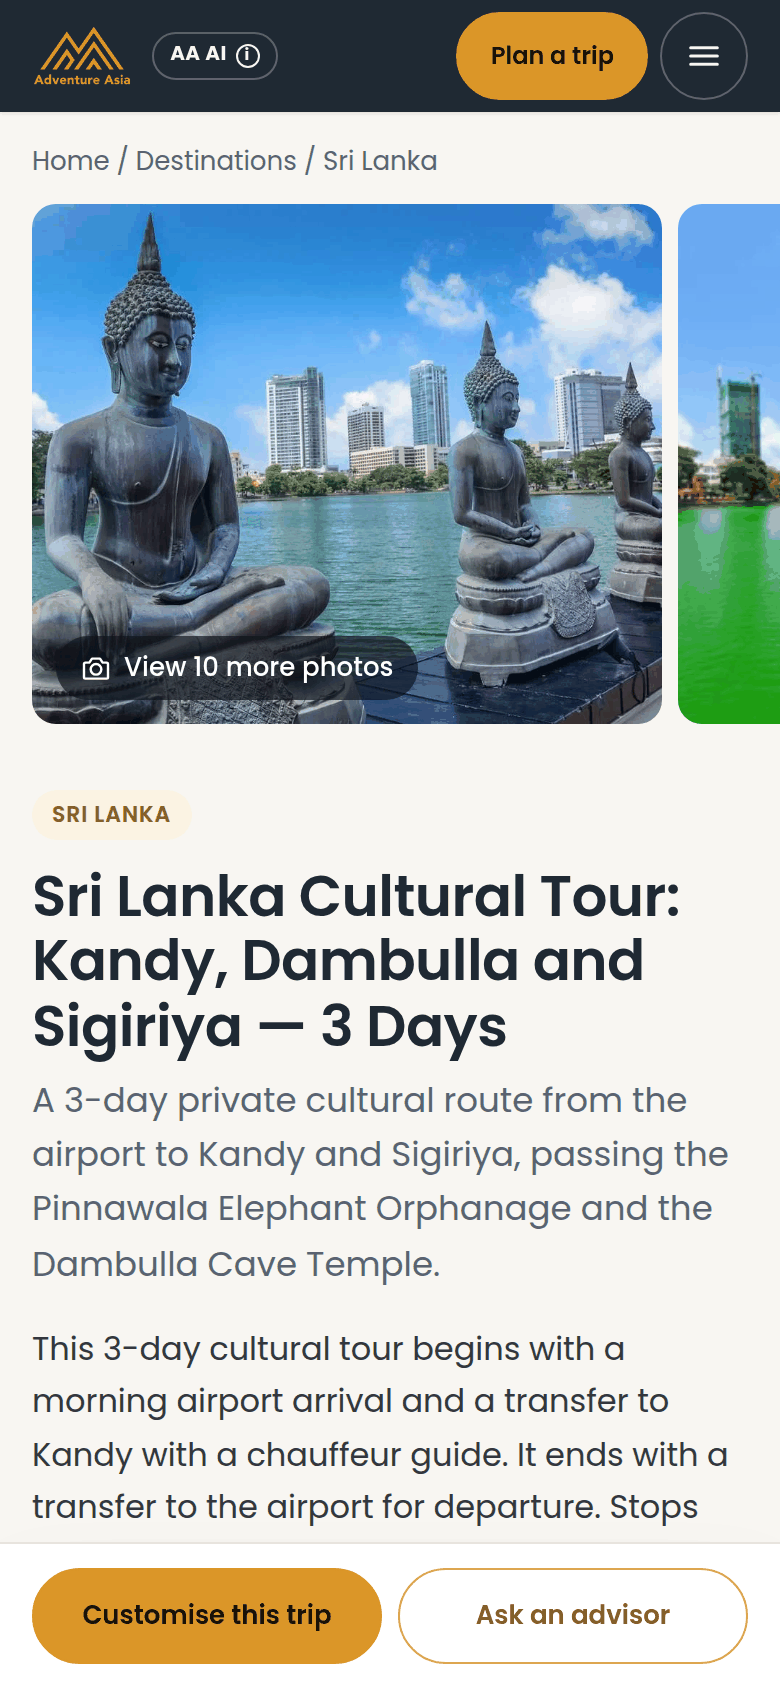 Adventure Asia
AA AI i
Plan a trip
Home / Destinations / Sri Lanka
View 10 more photos
SRI LANKA
Sri Lanka Cultural Tour:
Kandy, Dambulla and
Sigiriya — 3 Days
A 3-day private cultural route from the
airport to Kandy and Sigiriya, passing the
Pinnawala Elephant Orphanage and the
Dambulla Cave Temple.
This 3-day cultural tour begins with a
morning airport arrival and a transfer to
Kandy with a chauffeur guide. It ends with a
transfer to the airport for departure. Stops
Customise this trip
Ask an advisor